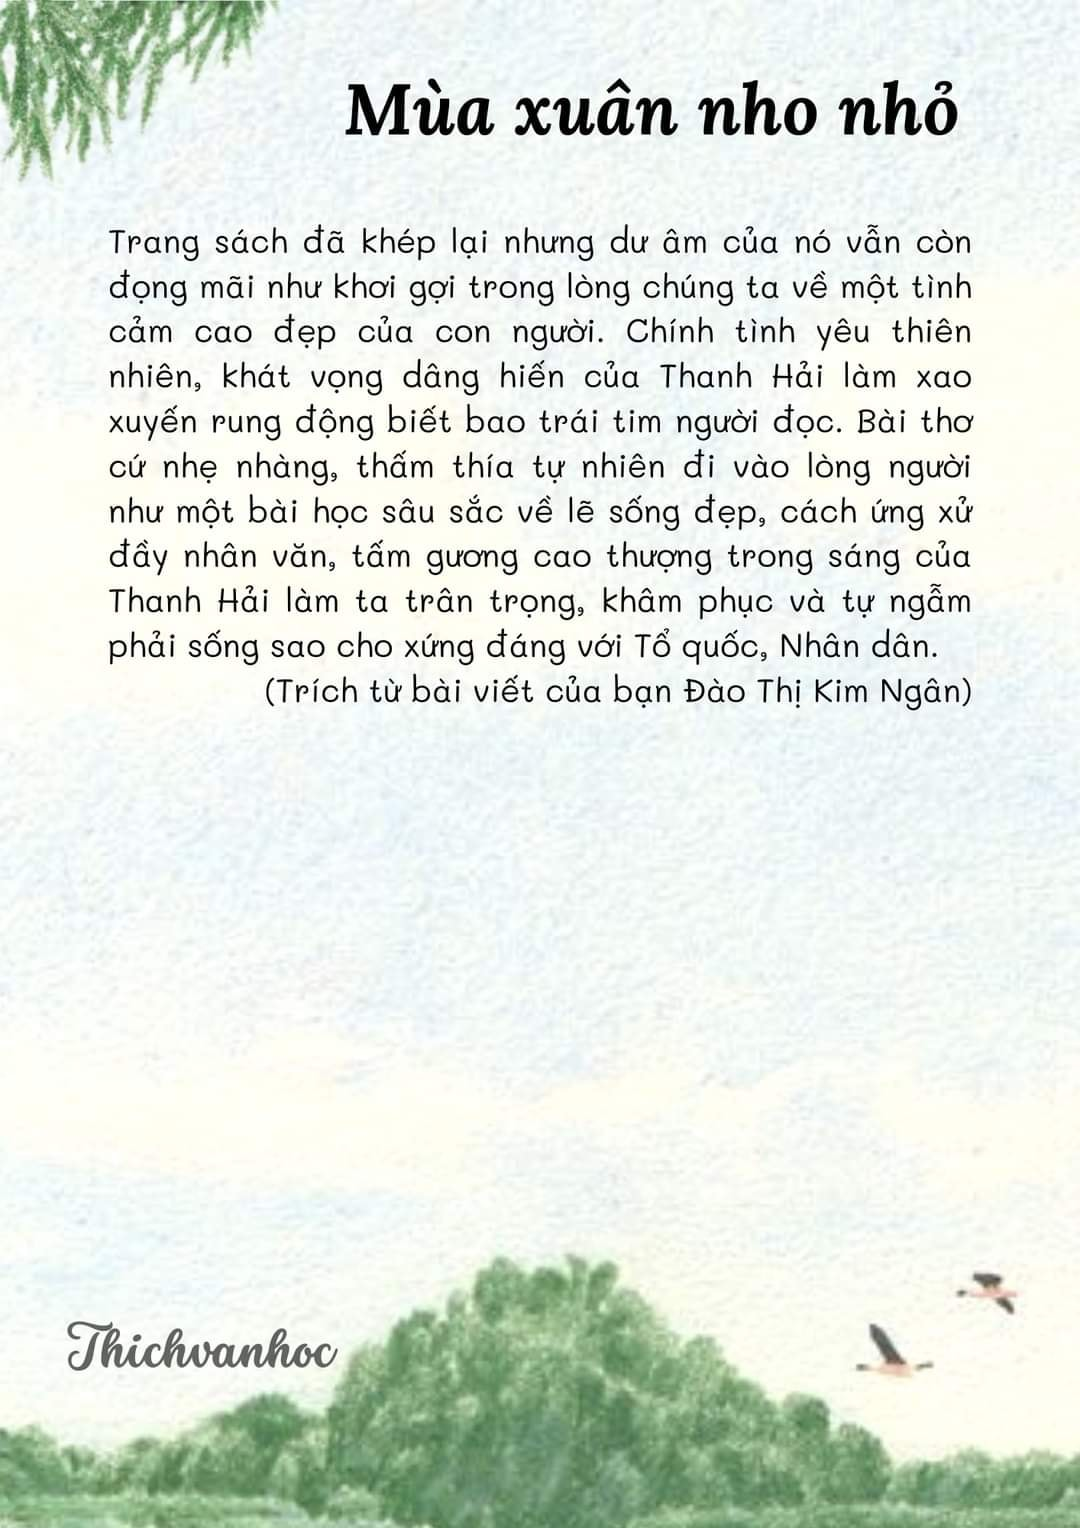 Mùa xuân nho nhỏ
Trang sách đã khép lại nhưng dư âm của nó vẫn còn
đọng mãi như khơi gợi trong lòng chúng ta về một tình
cảm cao đẹp của con người. Chính tình yêu thiên
nhiên, khát vọng dâng hiến của Thanh Hải làm xao
xuyến rung động biết bao trái tim người đọc. Bài thơ
cứ nhẹ nhàng, thấm thía tự nhiên đi vào lòng người
như một bài học sâu sắc về lẽ sống đẹp, cách ứng xử
đầy nhân văn, tấm gương cao thượng trong sáng của
Thanh Hải làm ta trân trọng, khâm phục và tự ngẫm
phải sống sao cho xứng đáng với Tổ quốc, Nhân dân.
(Trích từ bài viết của bạn Đào Thị Kim Ngân)
Thichvanhoc